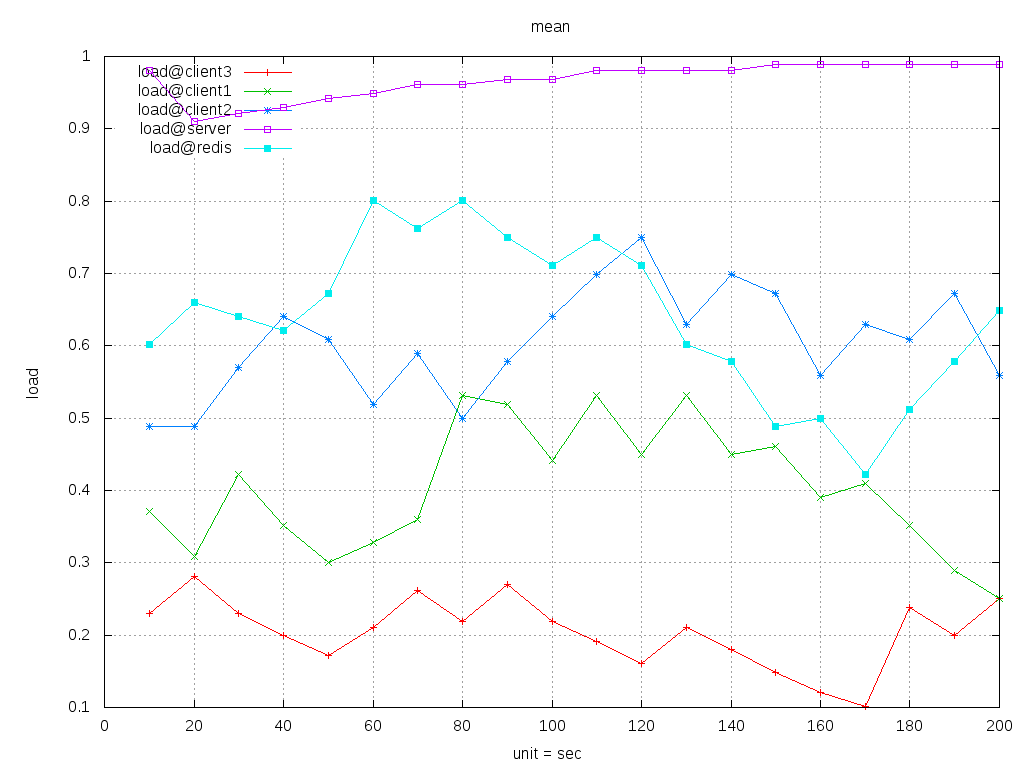 mean
1
0.9
0.8
0.7
0.6
0.5
0.4
0.3
0.2
0.1
load
load@client3
load@client1
load@client2
load@server
load@redis
0 20 40 60 80 100 120 140 160 180 200
unit = sec